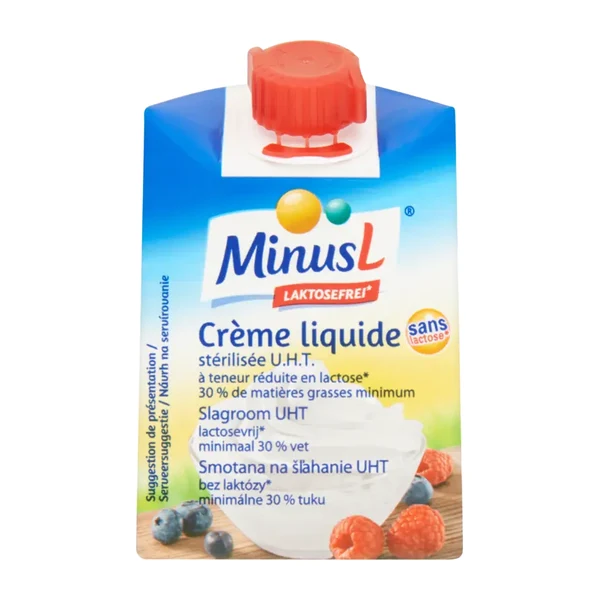 MinusL®
LAKTOSEFREI*
Crème liquide
sans
lactose*
stérilisée U.H.T.
à teneur réduite en lactose*
30 % de matières grasses minimum
Slagroom UHT
lactosevrij*
minimaal 30 % vet
Smotana na šľahanie UHT
bez laktózy*
minimálne 30 % tuku
Suggestion de présentation /
Serveersuggestie / Náurh na servírovanie